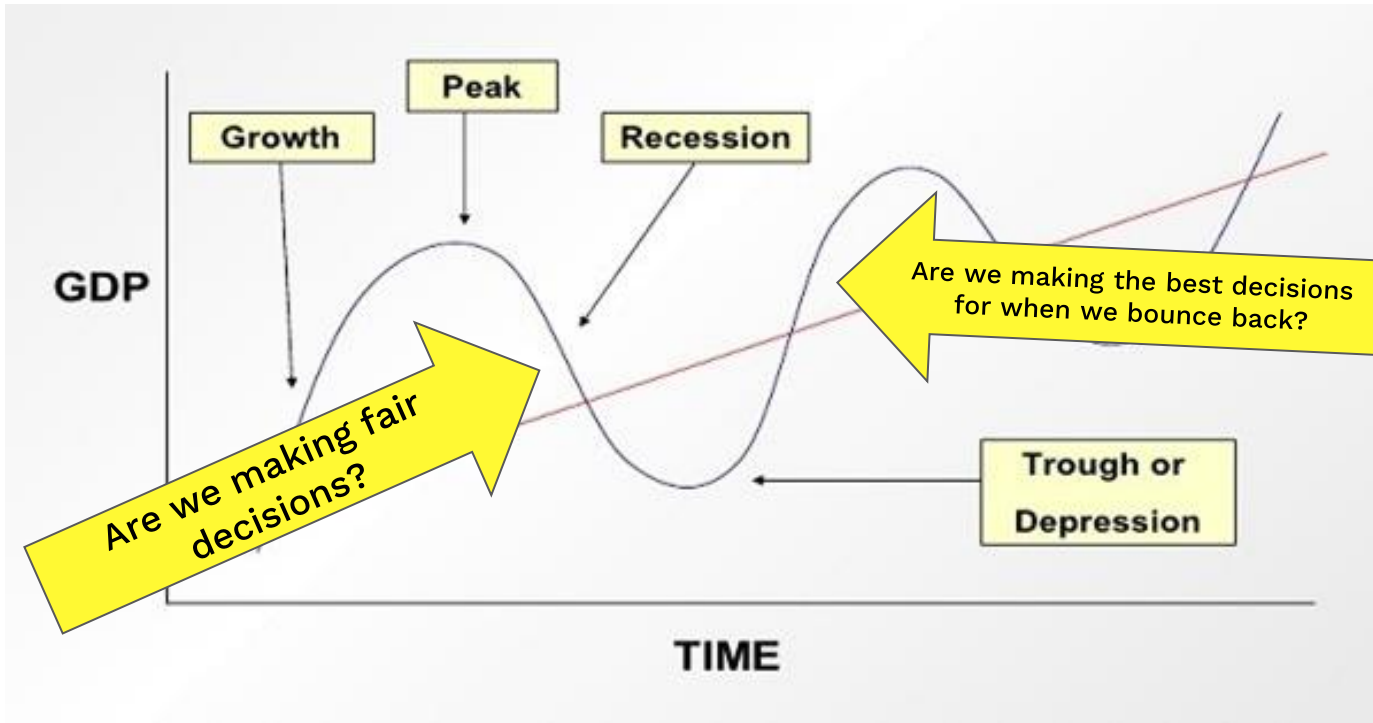 Peak
Growth
Recession
GDP
Are we making the best decisions
for when we bounce back?
Are we making fair
decisions?
Trough or
Depression
TIME